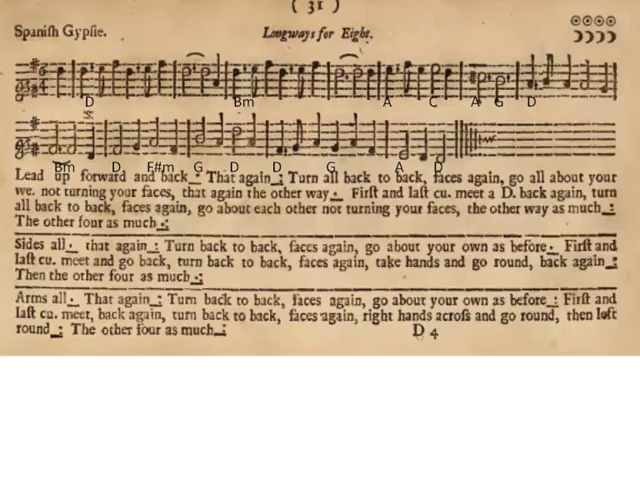 ( 31 )
Spaniſh Gypſie. Longways for Eight.
D Bm A C A G D
Bm D F#m G D D G A D
Lead up forward and back . That again : Turn all back to back, faces again, go all about your
we. not turning your faces, that again the other way . Firſt and laſt cu. meet a D. back again, turn
all back to back, faces again, go about each other not turning your faces, the other way as much :
The other four as much :
Sides all . that again : Turn back to back, faces again, go about your own as before . Firſt and
laſt cu. meet and go back, turn back to back, faces again, take hands and go round, back again :
Then the other four as much :
Arms all . That again : Turn back to back, faces again, go about your own as before : Firſt and
laſt cu. meet, back again, turn back to back, faces again, right hands acroſs and go round, then left
round : The other four as much :
D 4